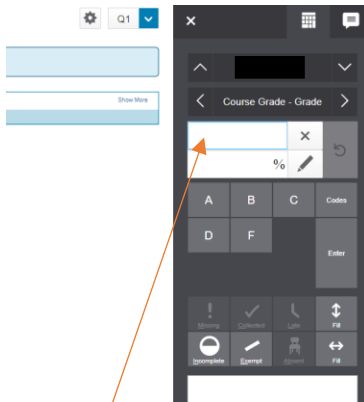 Q1
Show More
Course Grade - Grade
%
A B C Codes
D F
Enter
Missing Collected Late Fill
Incomplete Exempt Absent Fill